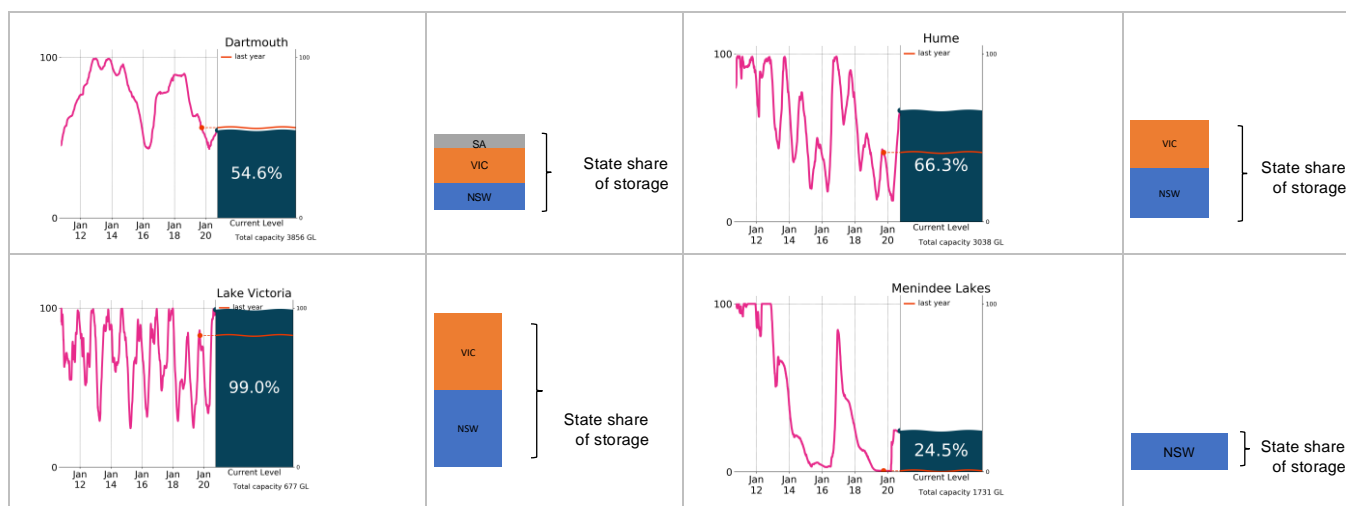 Dartmouth
last year
100
100
54.6%
0
0
Jan
12
Jan
14
Jan
16
Jan
18
Jan
20
Current Level
Total capacity 3856 GL
SA
VIC
NSW
State share
of storage
Hume
last year
100
100
66.3%
0
0
Jan
12
Jan
14
Jan
16
Jan
18
Jan
20
Current Level
Total capacity 3038 GL
VIC
NSW
State share
of storage
Lake Victoria
last year
100
100
99.0%
0
0
Jan
12
Jan
14
Jan
16
Jan
18
Jan
20
Current Level
Total capacity 677 GL
VIC
NSW
State share
of storage
Menindee Lakes
last year
100
100
24.5%
0
0
Jan
12
Jan
14
Jan
16
Jan
18
Jan
20
Current Level
Total capacity 1731 GL
NSW
State share
of storage